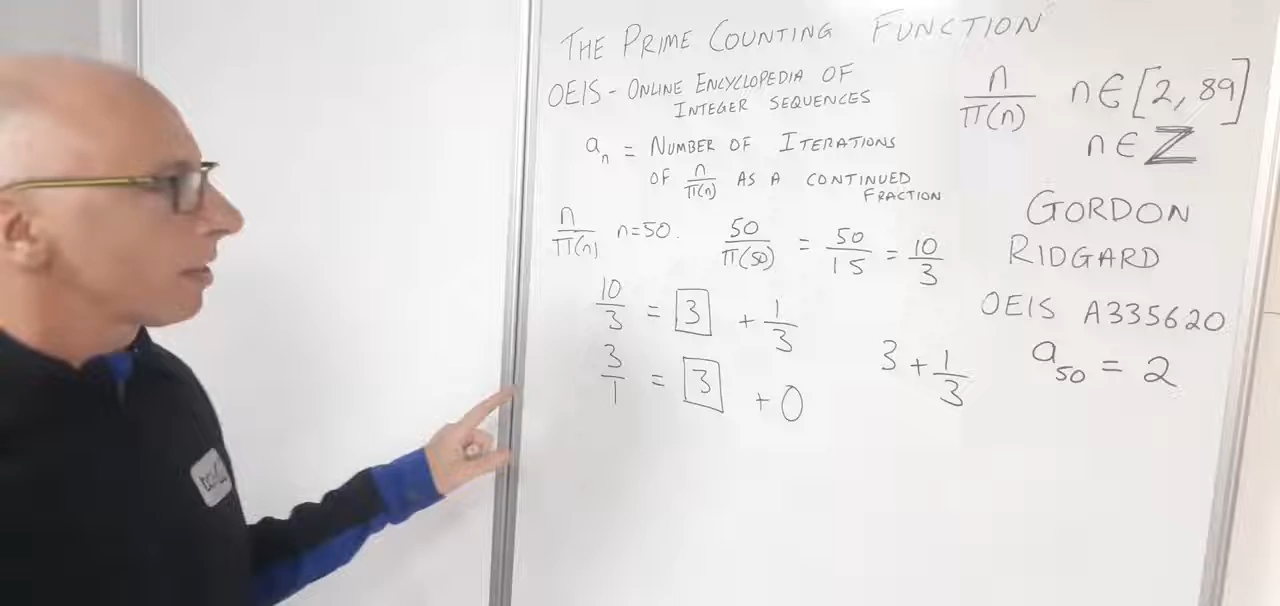 THE PRIME COUNTING FUNCTION
OEIS - ONLINE ENCYCLOPEDIA OF
INTEGER SEQUENCES
n/π(n) n∈[2,89]
n∈ℤ
aₙ = NUMBER OF ITERATIONS
OF n/π(n) AS A CONTINUED
FRACTION
GORDON
RIDGARD
n/π(n) n=50. 50/π(50) = 50/15 = 10/3
10/3 = 3 + 1/3
OEIS A335620
3/1 = 3 + 0
3 + 1/3
a₅₀ = 2